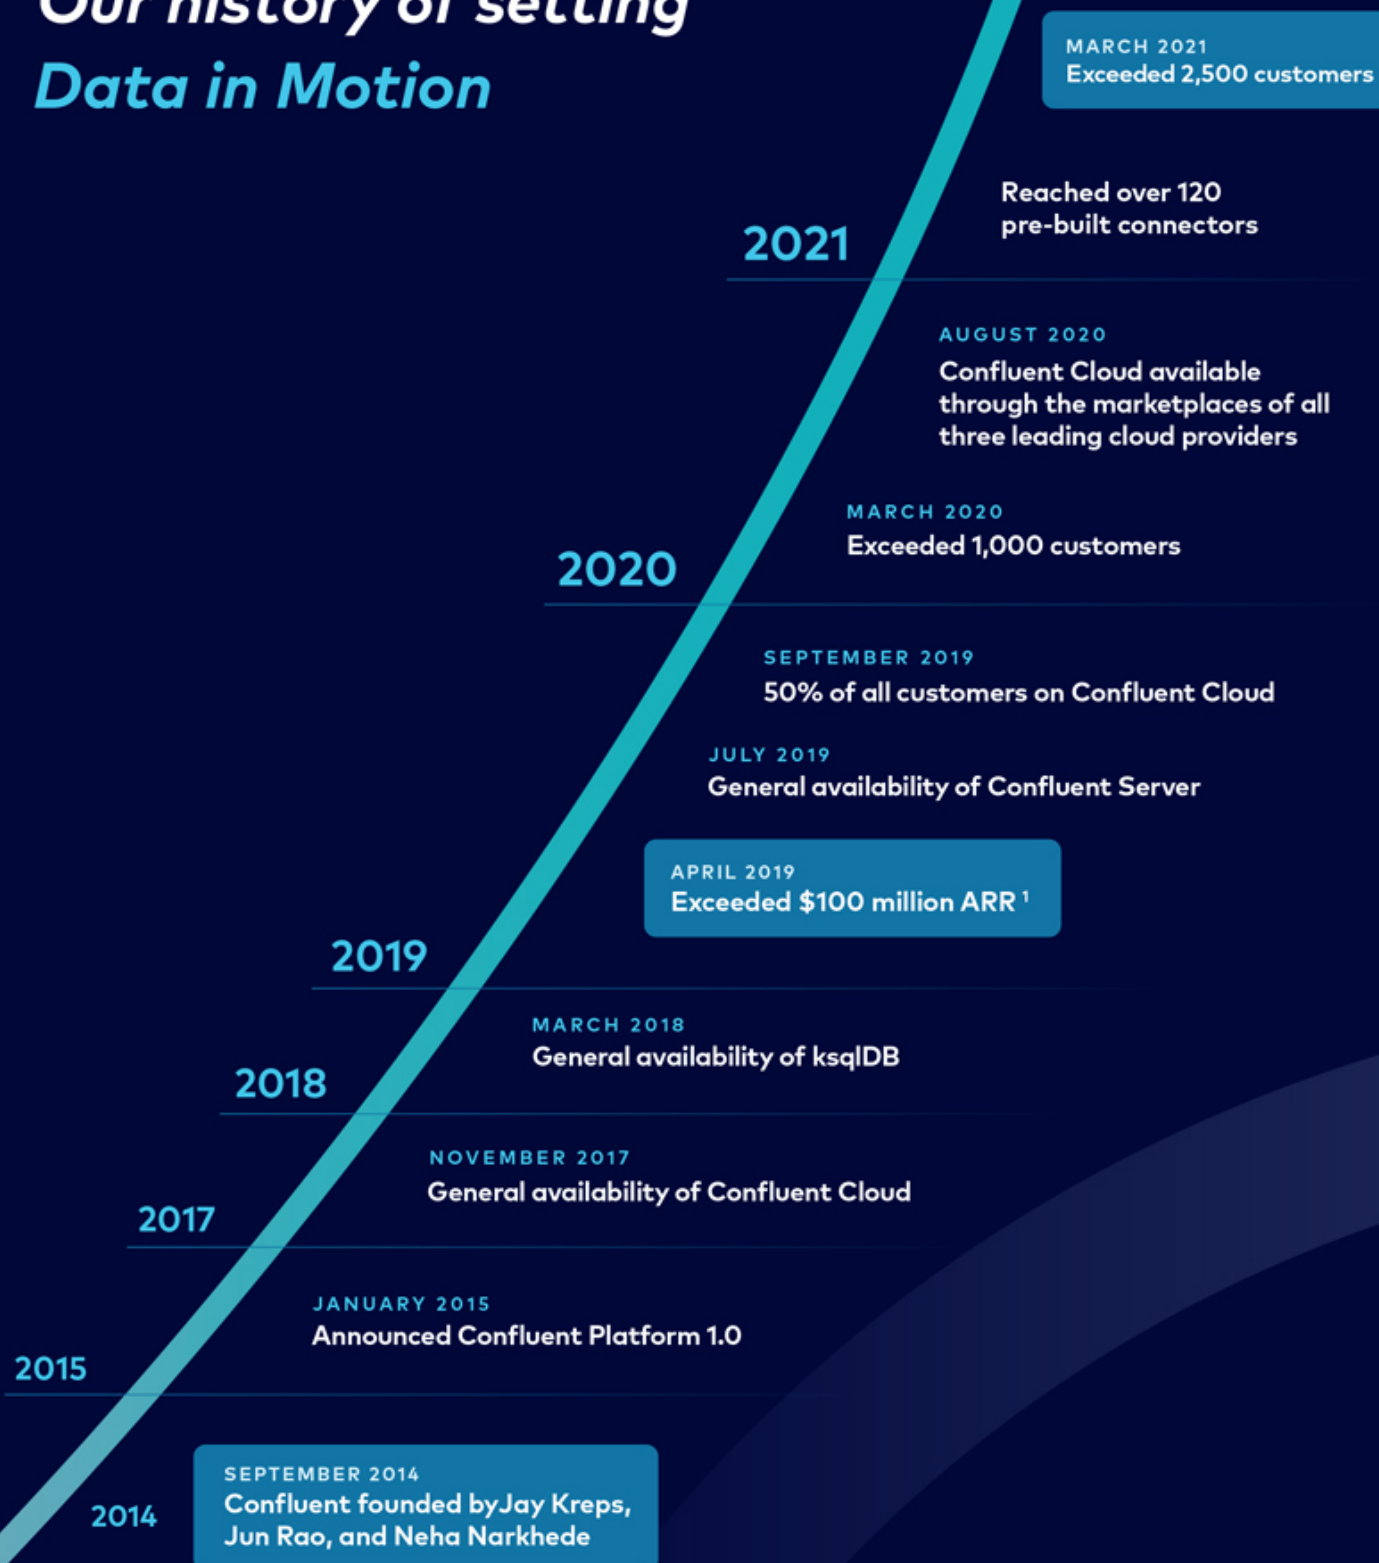 Our history of setting
Data in Motion
MARCH 2021
Exceeded 2,500 customers
Reached over 120
pre-built connectors
2021
AUGUST 2020
Confluent Cloud available
through the marketplaces of all
three leading cloud providers
MARCH 2020
Exceeded 1,000 customers
2020
SEPTEMBER 2019
50% of all customers on Confluent Cloud
JULY 2019
General availability of Confluent Server
APRIL 2019
Exceeded $100 million ARR ¹
2019
MARCH 2018
General availability of ksqlDB
2018
NOVEMBER 2017
General availability of Confluent Cloud
2017
JANUARY 2015
Announced Confluent Platform 1.0
2015
SEPTEMBER 2014
Confluent founded byJay Kreps,
Jun Rao, and Neha Narkhede
2014